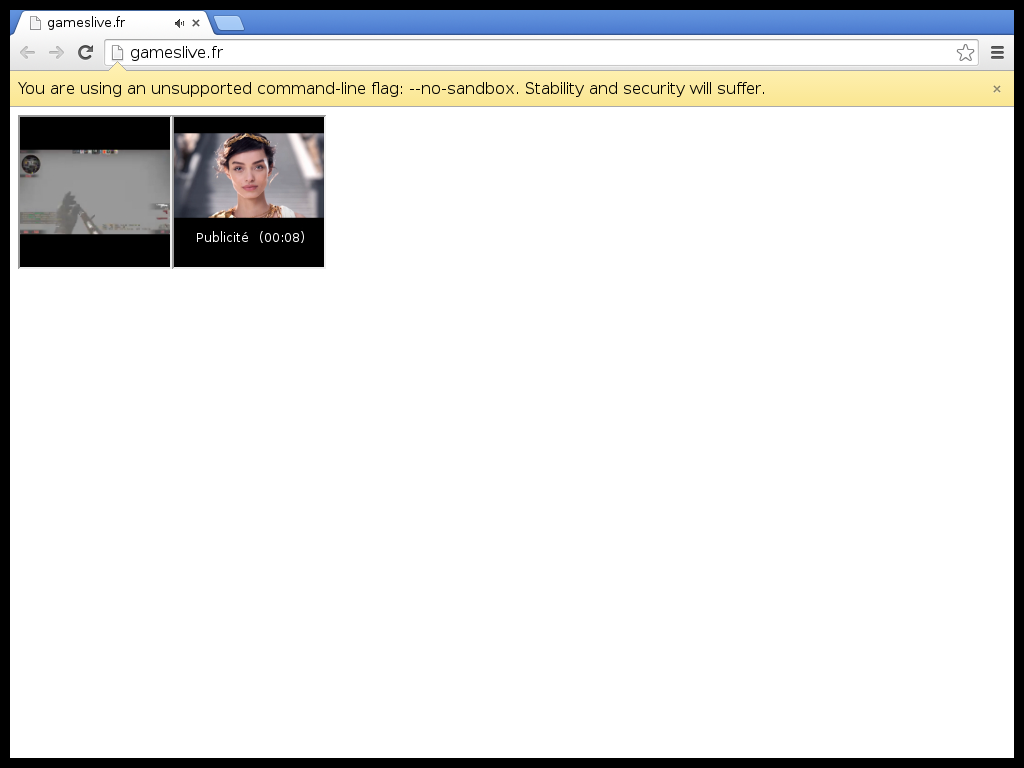 gameslive.fr
gameslive.fr
You are using an unsupported command-line flag: --no-sandbox. Stability and security will suffer.
Publicité (00:08)